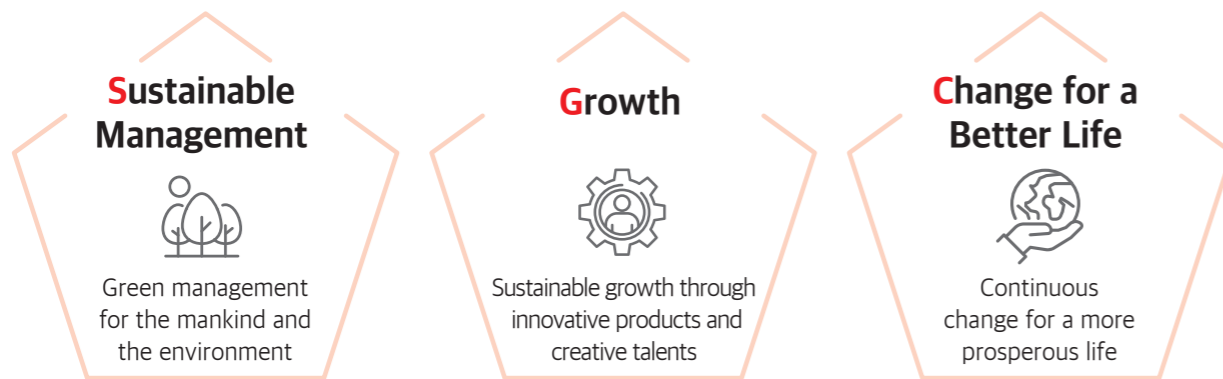 Sustainable
Management
Green management
for the mankind and
the environment
Growth
Sustainable growth through
innovative products and
creative talents
Change for a
Better Life
Continuous
change for a more
prosperous life